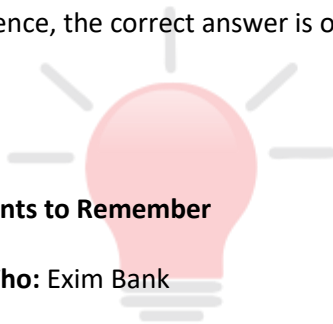 ence, the correct answer is o
nts to Remember
ho: Exim Bank